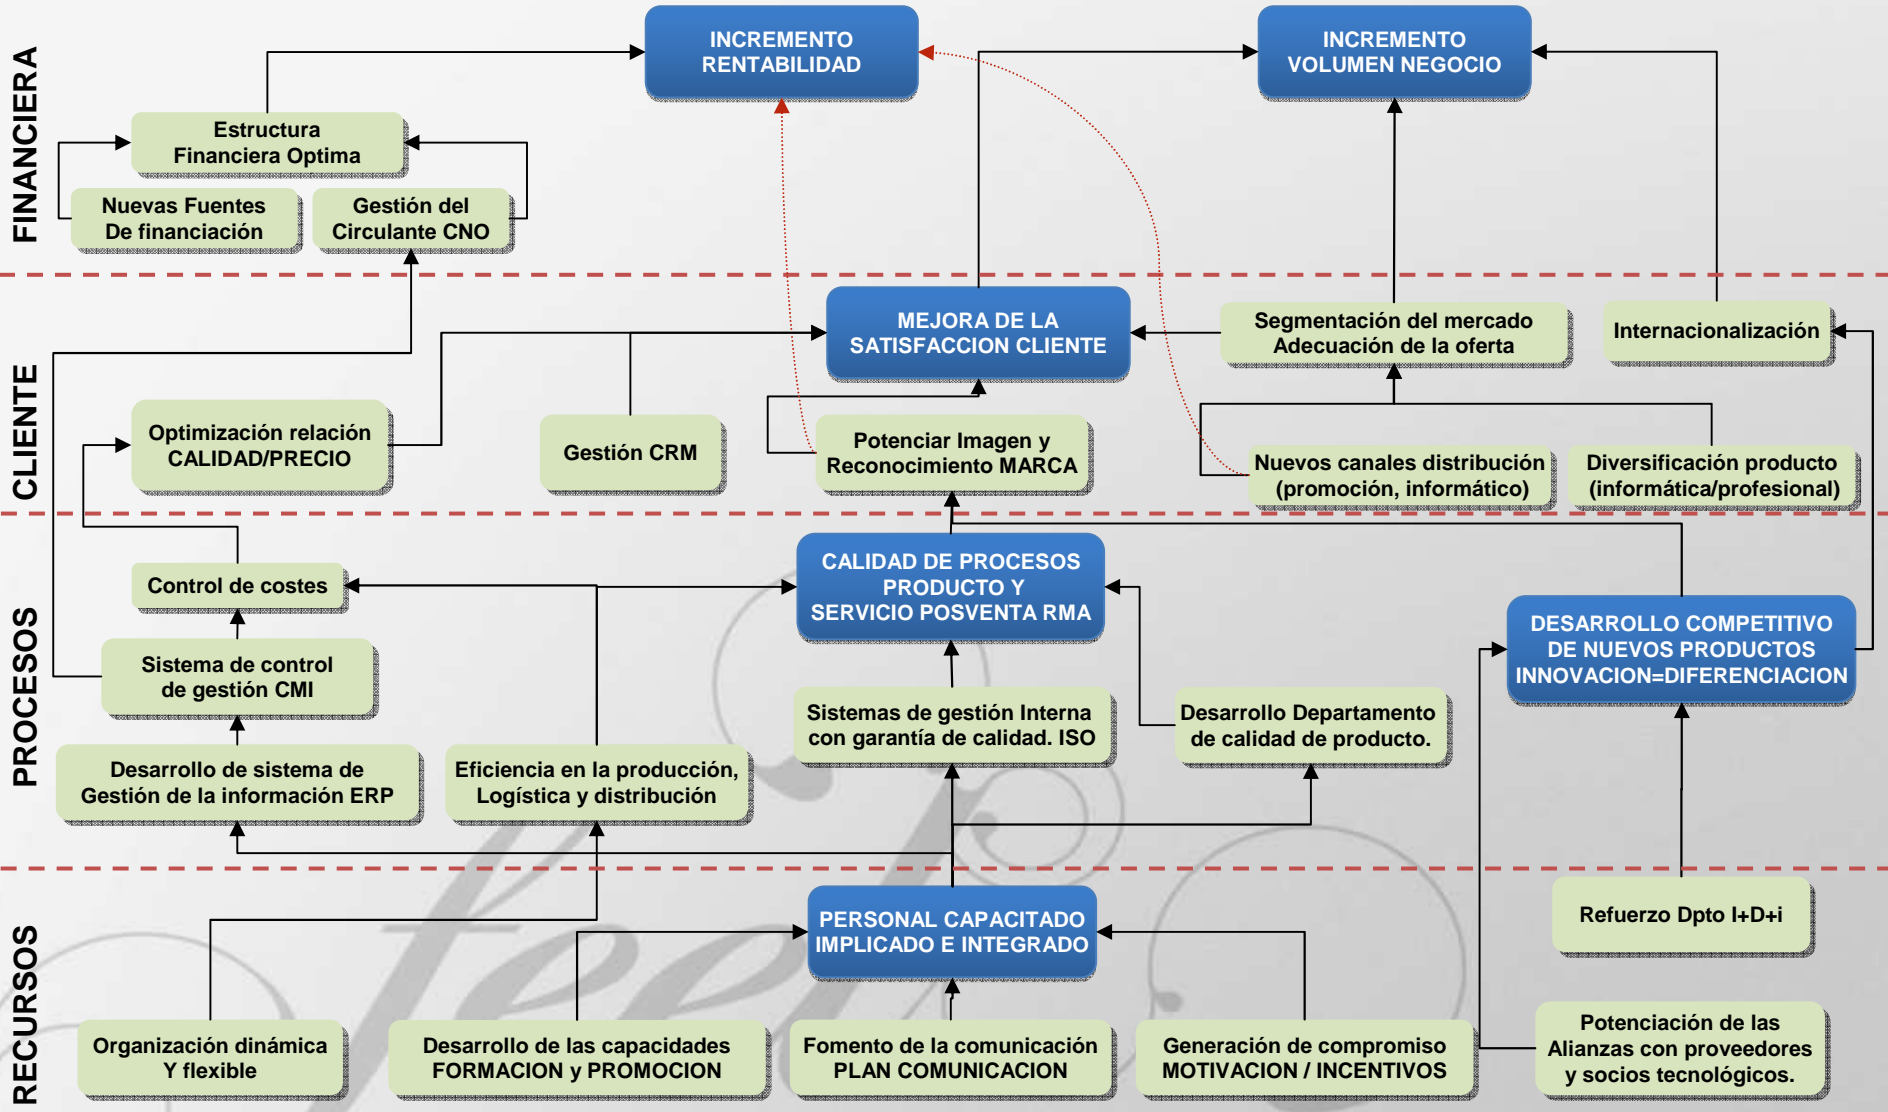 FINANCIERA
INCREMENTO
RENTABILIDAD
INCREMENTO
VOLUMEN NEGOCIO
Estructura
Financiera Optima
Nuevas Fuentes
De financiación
Gestión del
Circulante CNO
CLIENTE
MEJORA DE LA
SATISFACCION CLIENTE
Segmentación del mercado
Adecuación de la oferta
Internacionalización
Optimización relación
CALIDAD/PRECIO
Gestión CRM
Potenciar Imagen y
Reconocimiento MARCA
Nuevos canales distribución
(promoción, informático)
Diversificación producto
(informática/profesional)
PROCESOS
Control de costes
CALIDAD DE PROCESOS
PRODUCTO Y
SERVICIO POSVENTA RMA
DESARROLLO COMPETITIVO
DE NUEVOS PRODUCTOS
INNOVACION=DIFERENCIACION
Sistema de control
de gestión CMI
Sistemas de gestión Interna
con garantía de calidad. ISO
Desarrollo Departamento
de calidad de producto.
Desarrollo de sistema de
Gestión de la información ERP
Eficiencia en la producción,
Logística y distribución
feel
RECURSOS
PERSONAL CAPACITADO
IMPLICADO E INTEGRADO
Refuerzo Dpto I+D+i
Organización dinámica
Y flexible
Desarrollo de las capacidades
FORMACION y PROMOCION
Fomento de la comunicación
PLAN COMUNICACION
Generación de compromiso
MOTIVACION / INCENTIVOS
Potenciación de las
Alianzas con proveedores
y socios tecnológicos.